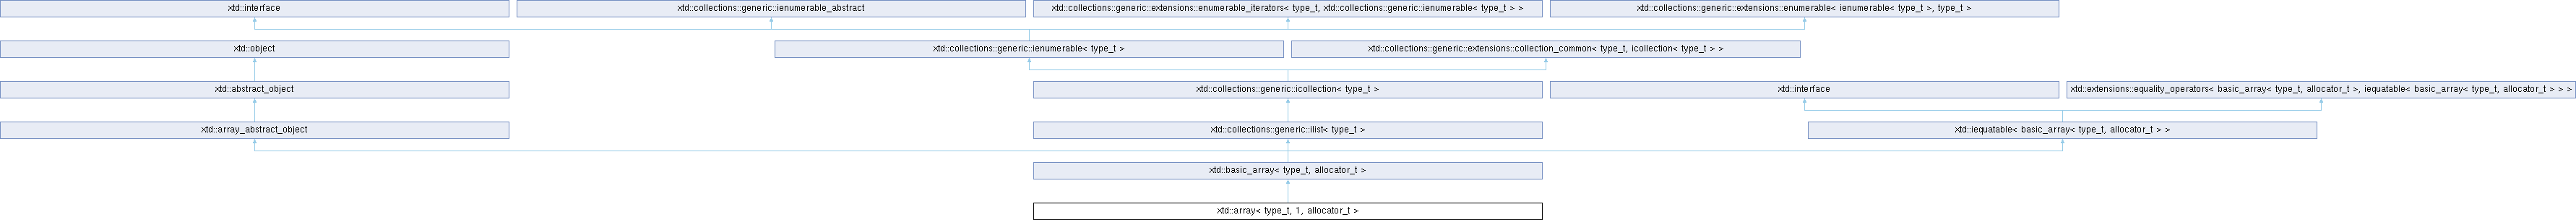 xtd::interface
xtd::collections::generic::ienumerable_abstract
xtd::collections::generic::extensions::enumerable_iterators< type_t, xtd::collections::generic::ienumerable< type_t > >
xtd::collections::generic::extensions::enumerable< ienumerable< type_t >, type_t >
xtd::object
xtd::collections::generic::ienumerable< type_t >
xtd::collections::generic::extensions::collection_common< type_t, icollection< type_t > >
xtd::abstract_object
xtd::collections::generic::icollection< type_t >
xtd::interface
xtd::extensions::equality_operators< basic_array< type_t, allocator_t >, iequatable< basic_array< type_t, allocator_t > > >
xtd::array_abstract_object
xtd::collections::generic::ilist< type_t >
xtd::iequatable< basic_array< type_t, allocator_t > >
xtd::basic_array< type_t, allocator_t >
xtd::array< type_t, 1, allocator_t >